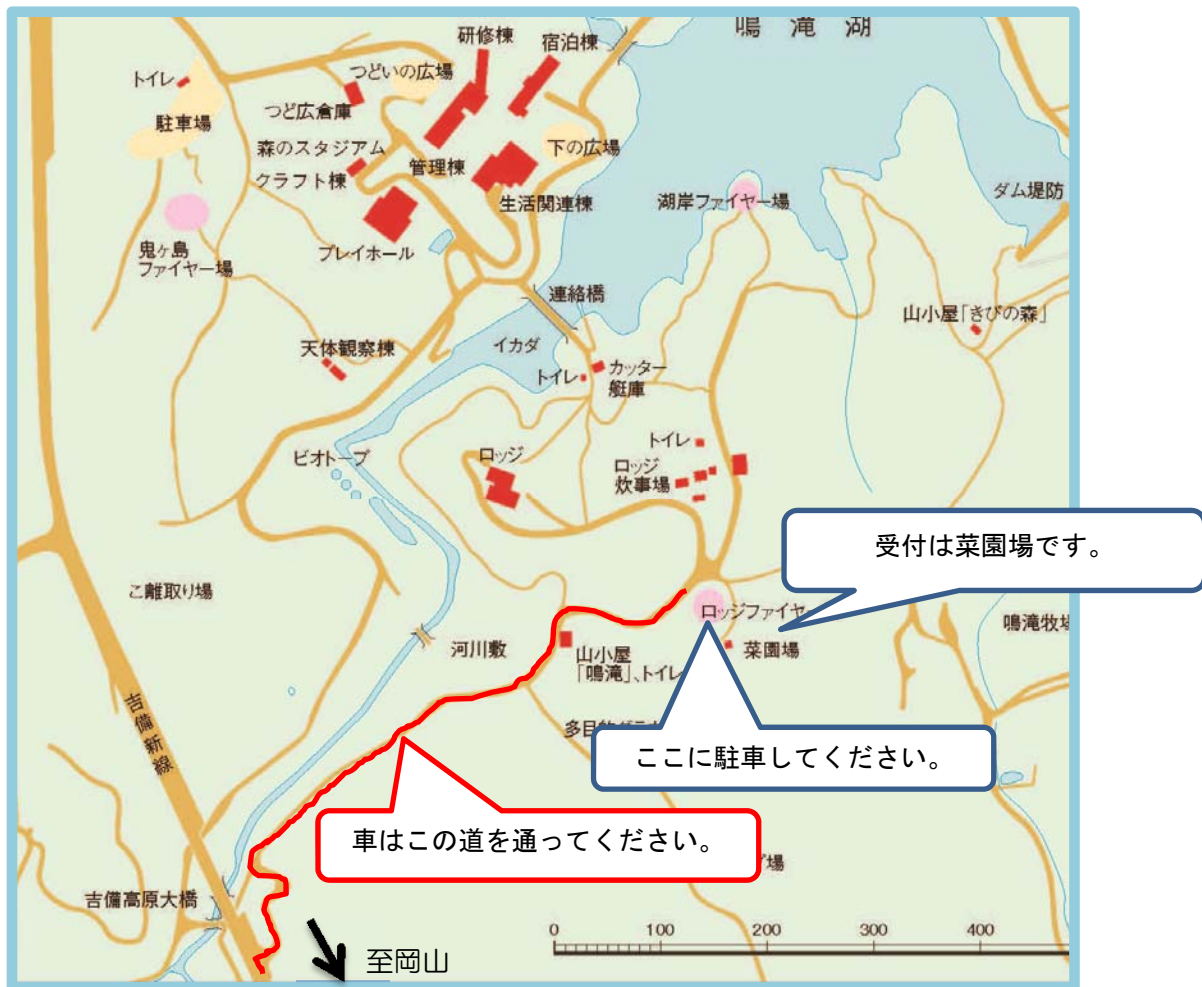 鳴滝湖
研修棟
宿泊棟
トイレ
つどいの広場
つど広倉庫
駐車場
森のスタジアム
クラフト棟
管理棟
下の広場
生活関連棟
湖岸ファイヤー場
ダム堤防
鬼ヶ島
ファイヤー場
プレイホール
連絡橋
山小屋「きびの森」
天体観察棟
イカダ
トイレ
カッター
艇庫
ビオトープ
ロッジ
トイレ
ロッジ
炊事場
受付は菜園場です。
こ離取り場
ロッジファイヤー
鳴滝牧場
河川敷
山小屋
「鳴滝」、トイレ
菜園場
吉備新線
多目的
ここに駐車してください。
車はこの道を通ってください。
場
吉備高原大橋
至岡山
0 100 200 300 400